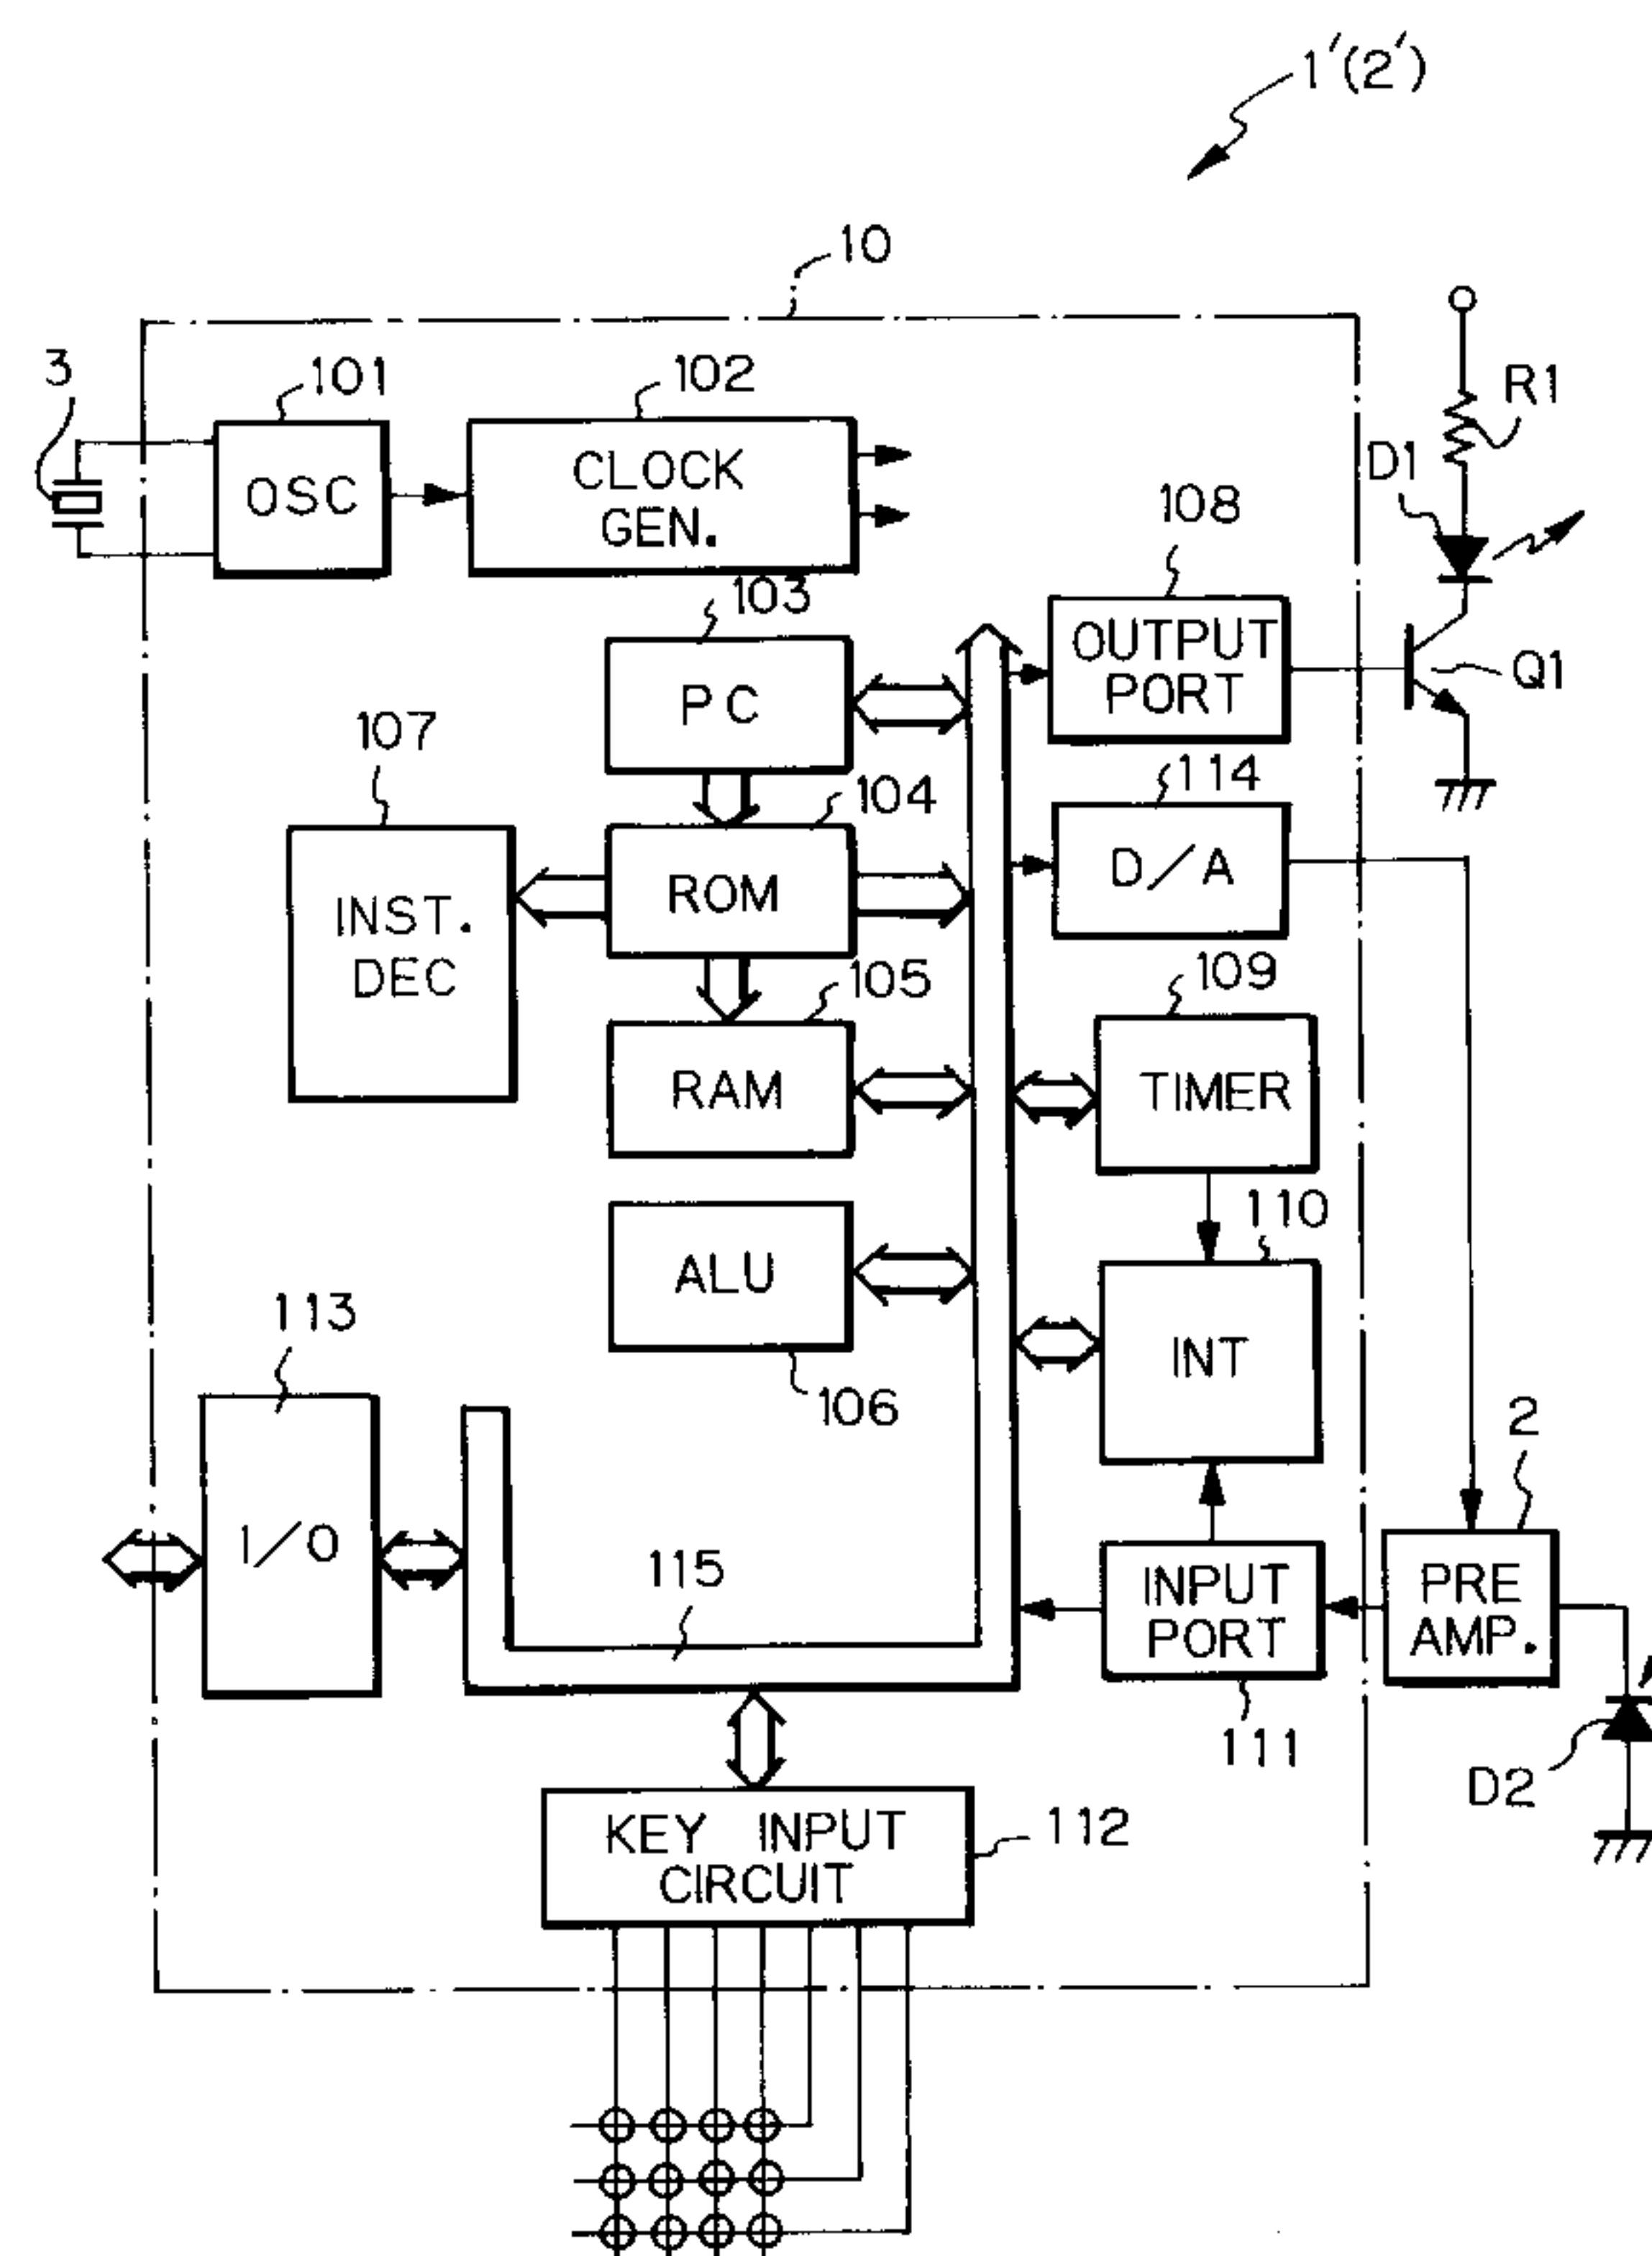 1'(2')
10
3
101
102
R1
OSC
CLOCK
GEN.
D1
108
103
OUTPUT
PORT
PC
Q1
107
114
104
D/A
ROM
INST.
DEC
105
109
RAM
TIMER
110
ALU
113
INT
106
2
I/O
115
INPUT
PORT
PRE
AMP.
111
D2
KEY INPUT
CIRCUIT
112